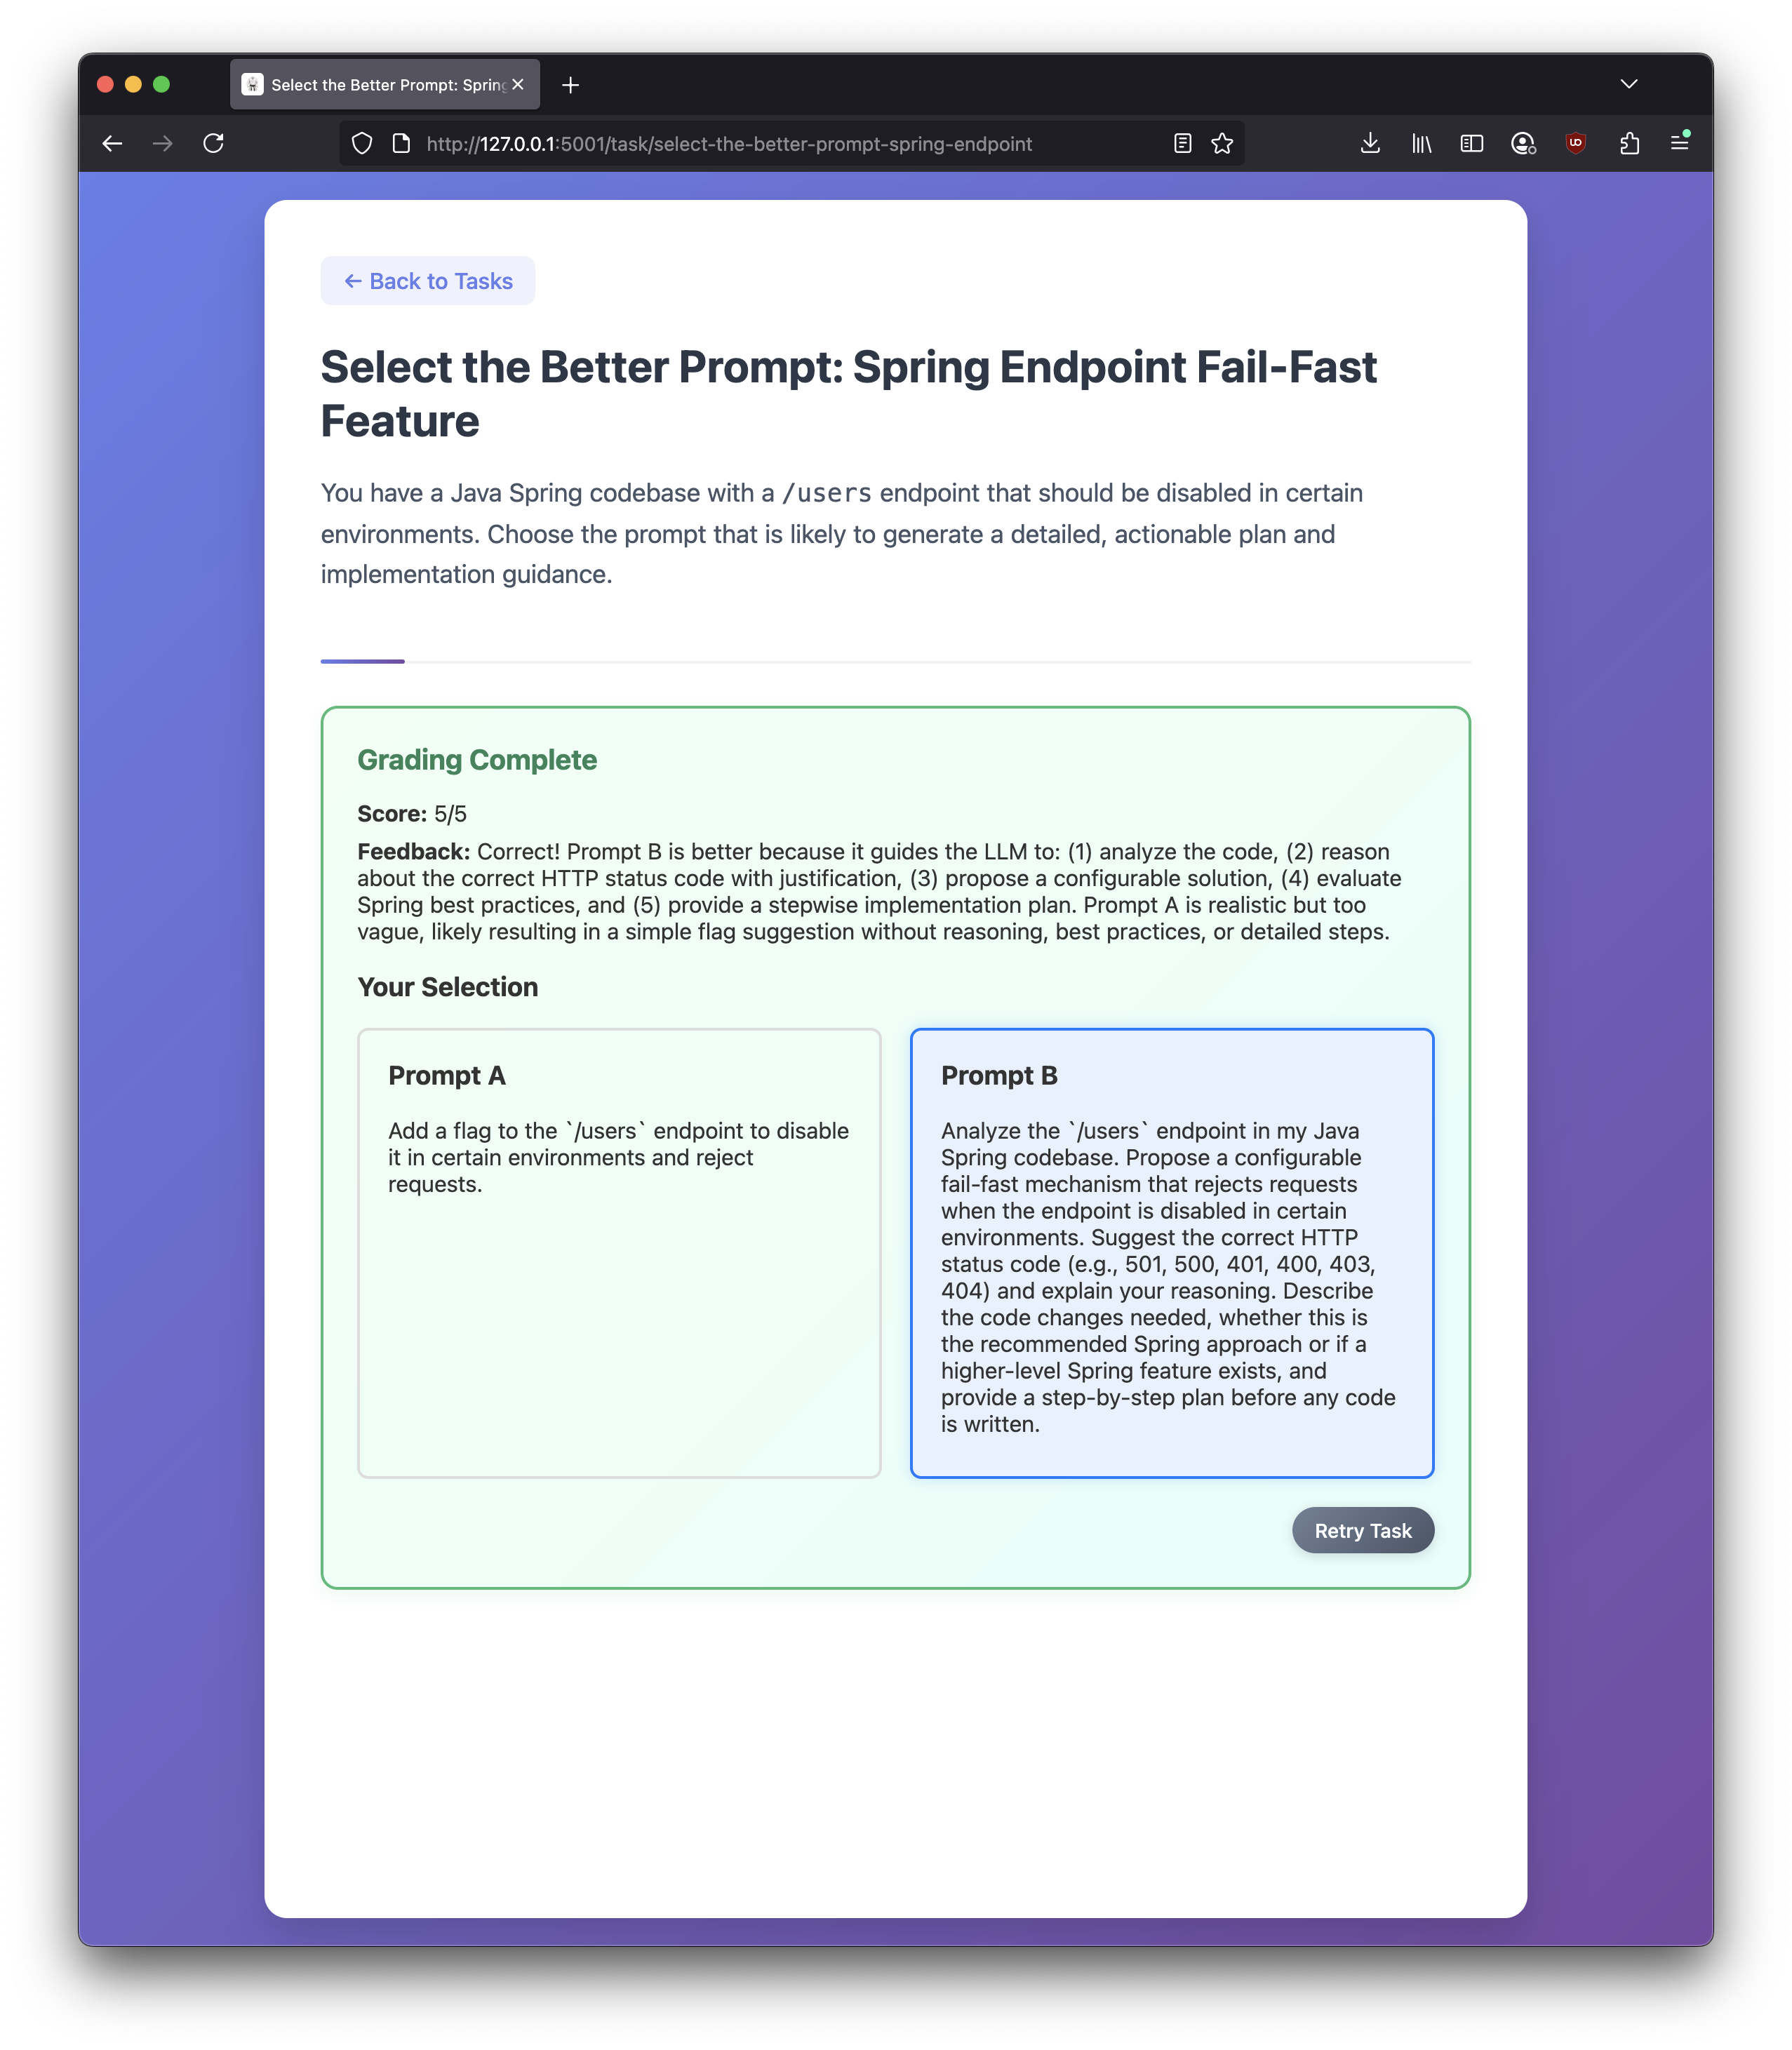 Select the Better Prompt: Spring
http://127.0.0.1:5001/task/select-the-better-prompt-spring-endpoint
← Back to Tasks
Select the Better Prompt: Spring Endpoint Fail-Fast
Feature
You have a Java Spring codebase with a /users endpoint that should be disabled in certain
environments. Choose the prompt that is likely to generate a detailed, actionable plan and
implementation guidance.
Grading Complete
Score: 5/5
Feedback: Correct! Prompt B is better because it guides the LLM to: (1) analyze the code, (2) reason
about the correct HTTP status code with justification, (3) propose a configurable solution, (4) evaluate
Spring best practices, and (5) provide a stepwise implementation plan. Prompt A is realistic but too
vague, likely resulting in a simple flag suggestion without reasoning, best practices, or detailed steps.
Your Selection
Prompt A
Add a flag to the `/users` endpoint to disable
it in certain environments and reject
requests.
Prompt B
Analyze the `/users` endpoint in my Java
Spring codebase. Propose a configurable
fail-fast mechanism that rejects requests
when the endpoint is disabled in certain
environments. Suggest the correct HTTP
status code (e.g., 501, 500, 401, 400, 403,
404) and explain your reasoning. Describe
the code changes needed, whether this is
the recommended Spring approach or if a
higher-level Spring feature exists, and
provide a step-by-step plan before any code
is written.
Retry Task